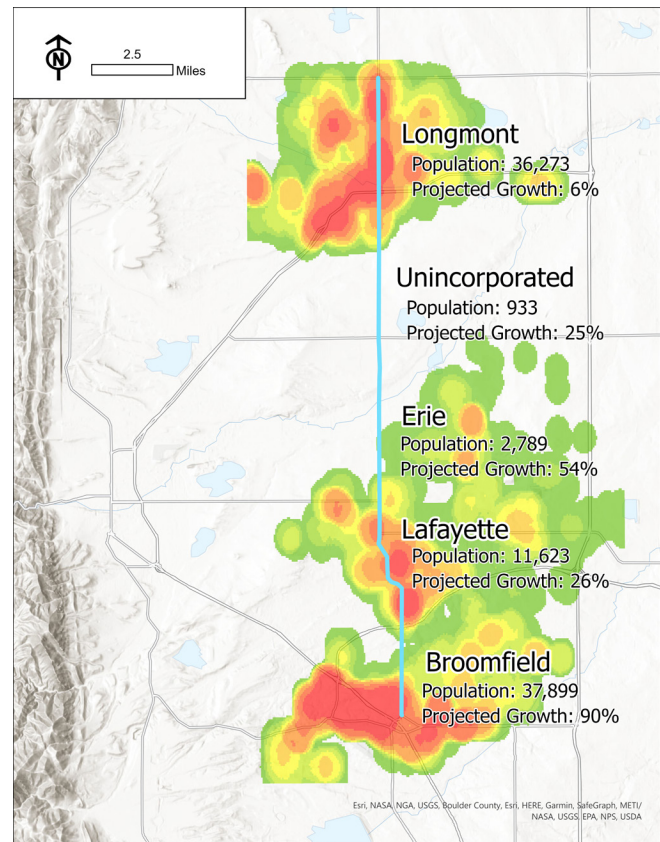 N
2.5
Miles
Longmont
Population: 36,273
Projected Growth: 6%
Unincorporated
Population: 933
Projected Growth: 25%
Erie
Population: 2,789
Projected Growth: 54%
Lafayette
Population: 11,623
Projected Growth: 26%
Broomfield
Population: 37,899
Projected Growth: 90%
Esri, NASA, NGA, USGS, Boulder County, Esri, HERE, Garmin, SafeGraph, METI/
NASA, USGS, EPA, NPS, USDA